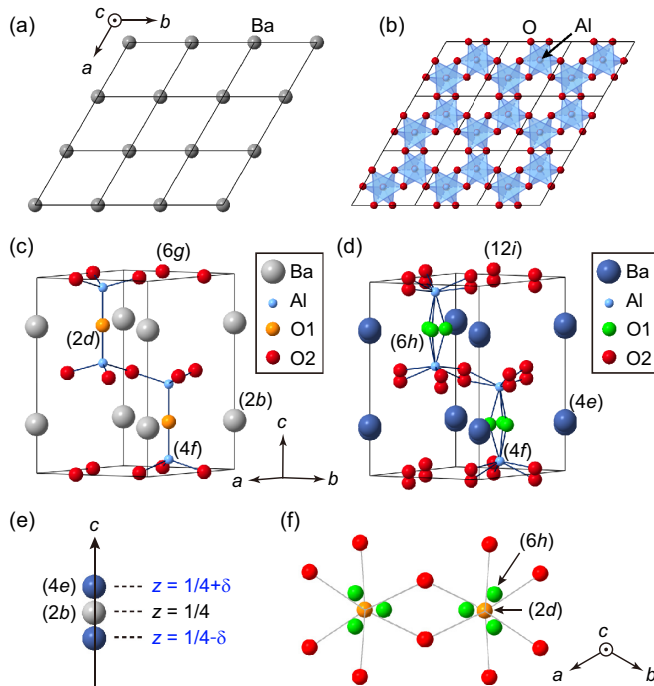 (a)
c
b
a
Ba
(b)
O
Al
(c)
(6g)
(2d)
(2b)
(4f)
Ba
Al
O1
O2
c
a
b
(d)
(12i)
(6h)
(4e)
(4f)
Ba
Al
O1
O2
(e)
c
(4e)
z = 1/4+δ
(2b)
z = 1/4
z = 1/4-δ
(f)
(6h)
(2d)
c
a
b